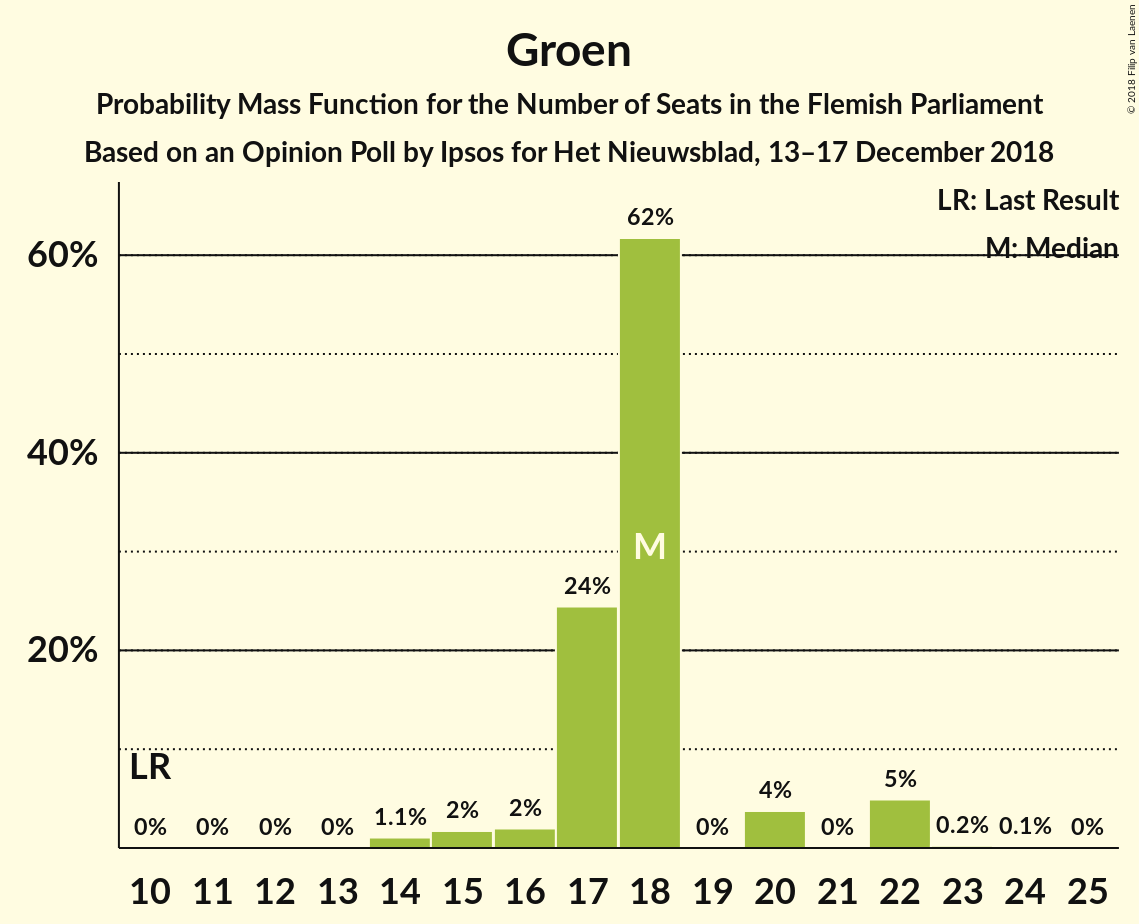 Groen
Probability Mass Function for the Number of Seats in the Flemish Parliament
Based on an Opinion Poll by Ipsos for Het Nieuwsblad, 13–17 December 2018
© 2018 Filip van Laenen
LR: Last Result
M: Median
60%
40%
20%
62%
M
24%
LR
0%
0%
0%
0%
1.1%
2%
2%
0%
4%
0%
5%
0.2%
0.1%
0%
10 11 12 13 14 15 16 17 18 19 20 21 22 23 24 25